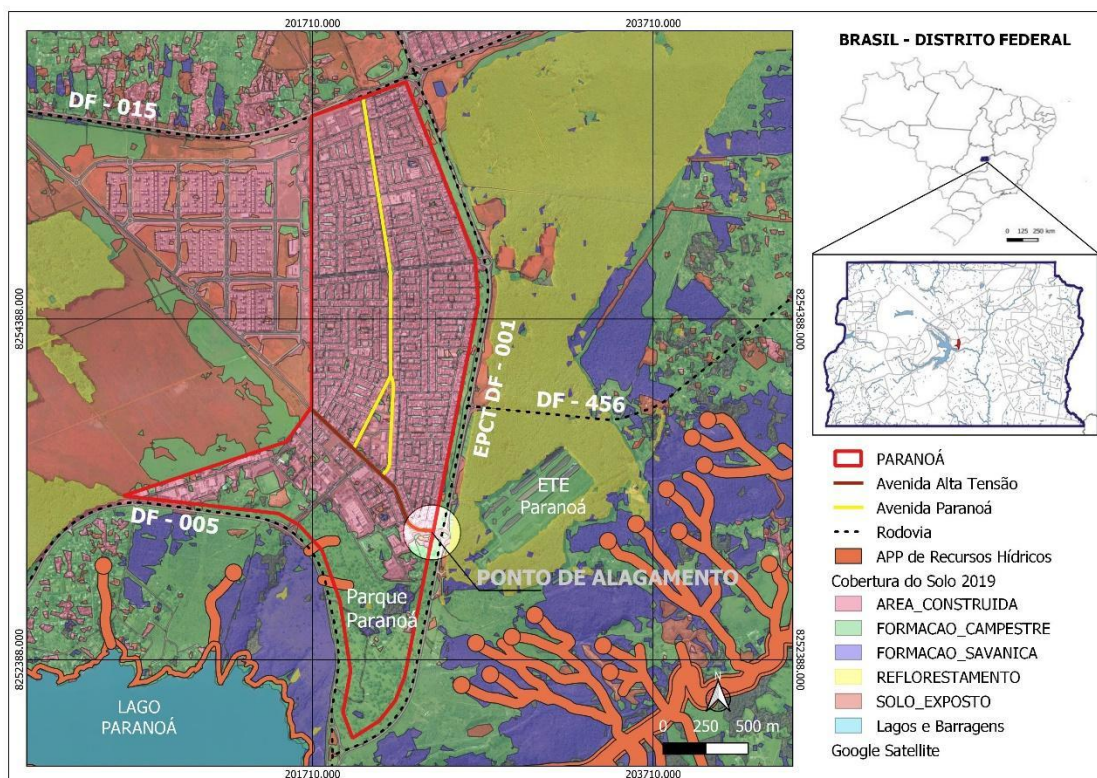 201710.000
203710.000
DF - 015
8254388.000
8254388.000
EPCT DF - 001
DF - 456
ETE
Paranoá
DF - 005
PONTO DE ALAGAMENTO
Parque
Paranoá
8252388.000
8252388.000
LAGO
PARANOÁ
N
0 250 500 m
201710.000
203710.000
BRASIL - DISTRITO FEDERAL
0 125 250 km
PARANOÁ
Avenida Alta Tensão
Avenida Paranoá
Rodovia
APP de Recursos Hídricos
Cobertura do Solo 2019
AREA_CONSTRUIDA
FORMACAO_CAMPESTRE
FORMACAO_SAVANICA
REFLORESTAMENTO
SOLO_EXPOSTO
Lagos e Barragens
Google Satellite